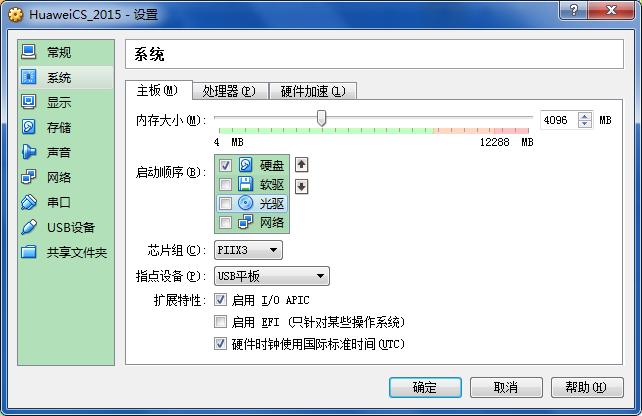 HuaweiCS_2015 - 设置
常规
系统
显示
存储
声音
网络
串口
USB设备
共享文件夹
系统
主板(M) 处理器(P) 硬件加速(L)
内存大小(M): 4096 MB
4 MB 12288 MB
启动顺序(B): 硬盘
软驱
光驱
网络
芯片组(C): PIIX3
指点设备(P): USB平板
扩展特性: 启用 I/O APIC
启用 EFI (只针对某些操作系统)
硬件时钟使用国际标准时间(UTC)
确定 取消 帮助(H)